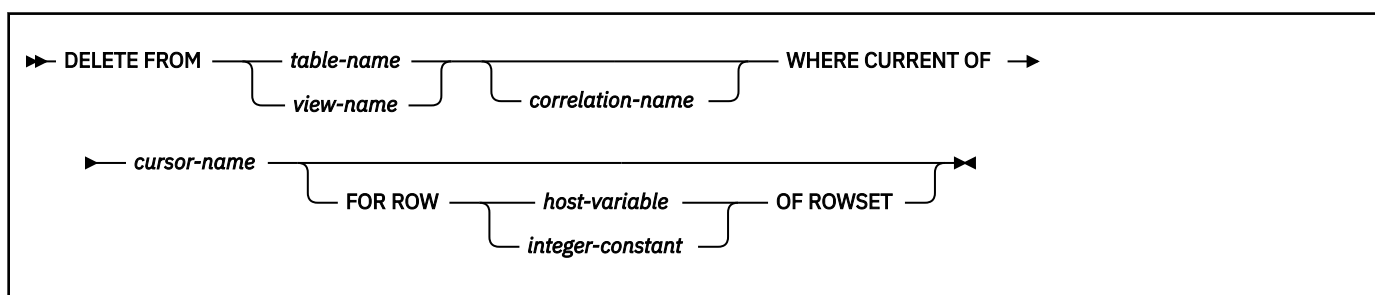 DELETE FROM table-name WHERE CURRENT OF
view-name correlation-name
cursor-name
FOR ROW host-variable OF ROWSET
integer-constant